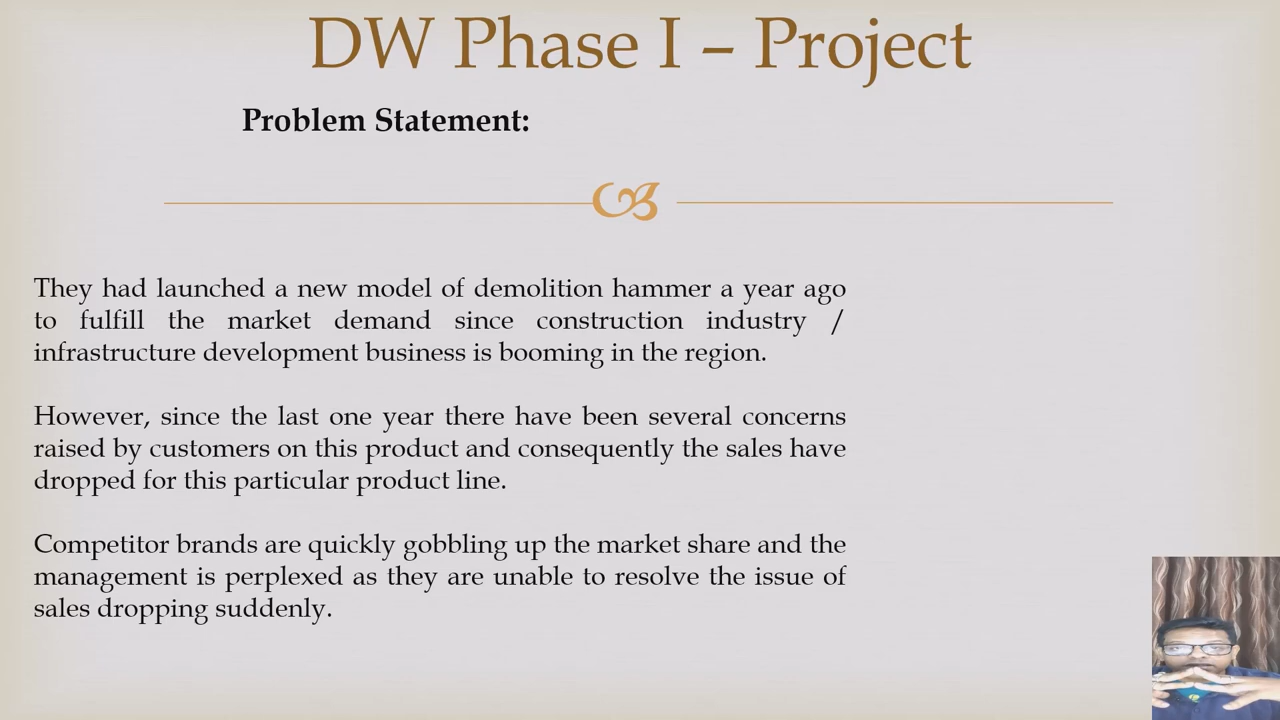 DW Phase I – Project
Problem Statement:
They had launched a new model of demolition hammer a year ago
to fulfill the market demand since construction industry /
infrastructure development business is booming in the region.
However, since the last one year there have been several concerns
raised by customers on this product and consequently the sales have
dropped for this particular product line.
Competitor brands are quickly gobbling up the market share and the
management is perplexed as they are unable to resolve the issue of
sales dropping suddenly.